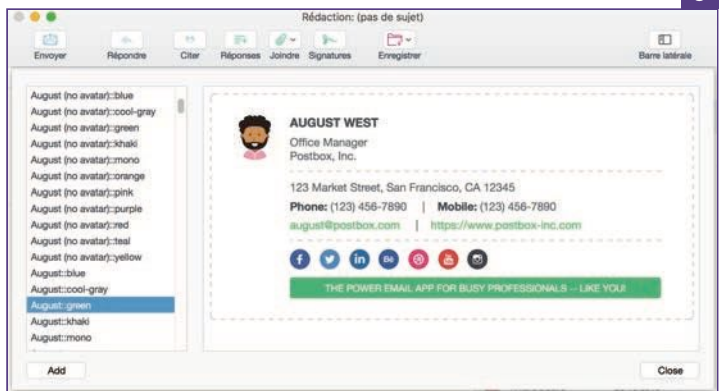 Rédaction: (pas de sujet)
Envoyer Répondre Citer Réponses Joindre Signatures Enregistrer Barre latérale
August (no avatar)::blue
August (no avatar)::cool-gray
August (no avatar)::green
August (no avatar)::khaki
August (no avatar)::mono
August (no avatar)::orange
August (no avatar)::pink
August (no avatar)::purple
August (no avatar)::red
August (no avatar)::teal
August (no avatar)::yellow
August::blue
August::cool-gray
August::green
August::khaki
August::mono
AUGUST WEST
Office Manager
Postbox, Inc.
123 Market Street, San Francisco, CA 12345
Phone: (123) 456-7890 | Mobile: (123) 456-7890
august@postbox.com | https://www.postbox-inc.com
THE POWER EMAIL APP FOR BUSY PROFESSIONALS -- LIKE YOU!
Add Close